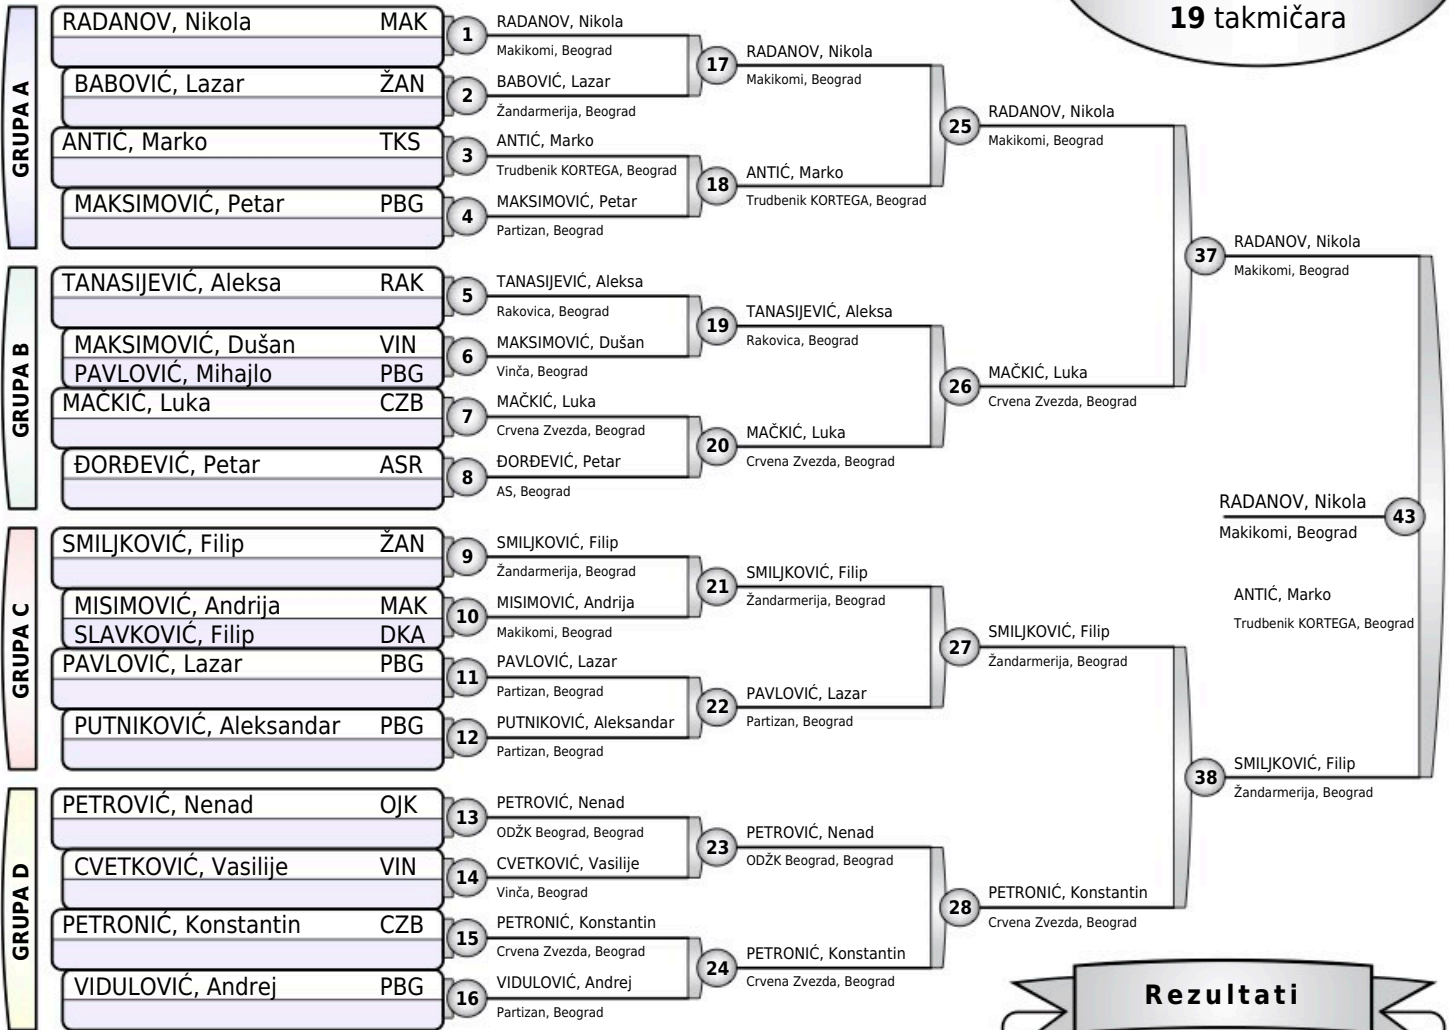 19 takmičara
GRUPA A
RADANOV, Nikola MAK
BABOVIĆ, Lazar ŽAN
ANTIĆ, Marko TKS
MAKSIMOVIĆ, Petar PBG
GRUPA B
TANASIJEVIĆ, Aleksa RAK
MAKSIMOVIĆ, Dušan VIN
PAVLOVIĆ, Mihajlo PBG
MAČKIĆ, Luka CZB
ĐORĐEVIĆ, Petar ASR
GRUPA C
SMILJKOVIĆ, Filip ŽAN
MISIMOVIĆ, Andrija MAK
SLAVKOVIĆ, Filip DKA
PAVLOVIĆ, Lazar PBG
PUTNIKOVIĆ, Aleksandar PBG
GRUPA D
PETROVIĆ, Nenad OJK
CVETKOVIĆ, Vasilije VIN
PETRONIĆ, Konstantin CZB
VIDULOVIĆ, Andrej PBG
1 RADANOV, Nikola
Makikomi, Beograd
2 BABOVIĆ, Lazar
Žandarmerija, Beograd
3 ANTIĆ, Marko
Trudbenik KORTEGA, Beograd
4 MAKSIMOVIĆ, Petar
Partizan, Beograd
5 TANASIJEVIĆ, Aleksa
Rakovica, Beograd
6 MAKSIMOVIĆ, Dušan
Vinča, Beograd
7 MAČKIĆ, Luka
Crvena Zvezda, Beograd
8 ĐORĐEVIĆ, Petar
AS, Beograd
9 SMILJKOVIĆ, Filip
Žandarmerija, Beograd
10 MISIMOVIĆ, Andrija
Makikomi, Beograd
11 PAVLOVIĆ, Lazar
Partizan, Beograd
12 PUTNIKOVIĆ, Aleksandar
Partizan, Beograd
13 PETROVIĆ, Nenad
ODŽK Beograd, Beograd
14 CVETKOVIĆ, Vasilije
Vinča, Beograd
15 PETRONIĆ, Konstantin
Crvena Zvezda, Beograd
16 VIDULOVIĆ, Andrej
Partizan, Beograd
17 RADANOV, Nikola
Makikomi, Beograd
18 ANTIĆ, Marko
Trudbenik KORTEGA, Beograd
19 TANASIJEVIĆ, Aleksa
Rakovica, Beograd
20 MAČKIĆ, Luka
Crvena Zvezda, Beograd
21 SMILJKOVIĆ, Filip
Žandarmerija, Beograd
22 PAVLOVIĆ, Lazar
Partizan, Beograd
23 PETROVIĆ, Nenad
ODŽK Beograd, Beograd
24 PETRONIĆ, Konstantin
Crvena Zvezda, Beograd
25 RADANOV, Nikola
Makikomi, Beograd
26 MAČKIĆ, Luka
Crvena Zvezda, Beograd
27 SMILJKOVIĆ, Filip
Žandarmerija, Beograd
28 PETRONIĆ, Konstantin
Crvena Zvezda, Beograd
37 RADANOV, Nikola
Makikomi, Beograd
RADANOV, Nikola 43
Makikomi, Beograd
ANTIĆ, Marko
Trudbenik KORTEGA, Beograd
38 SMILJKOVIĆ, Filip
Žandarmerija, Beograd
Rezultati